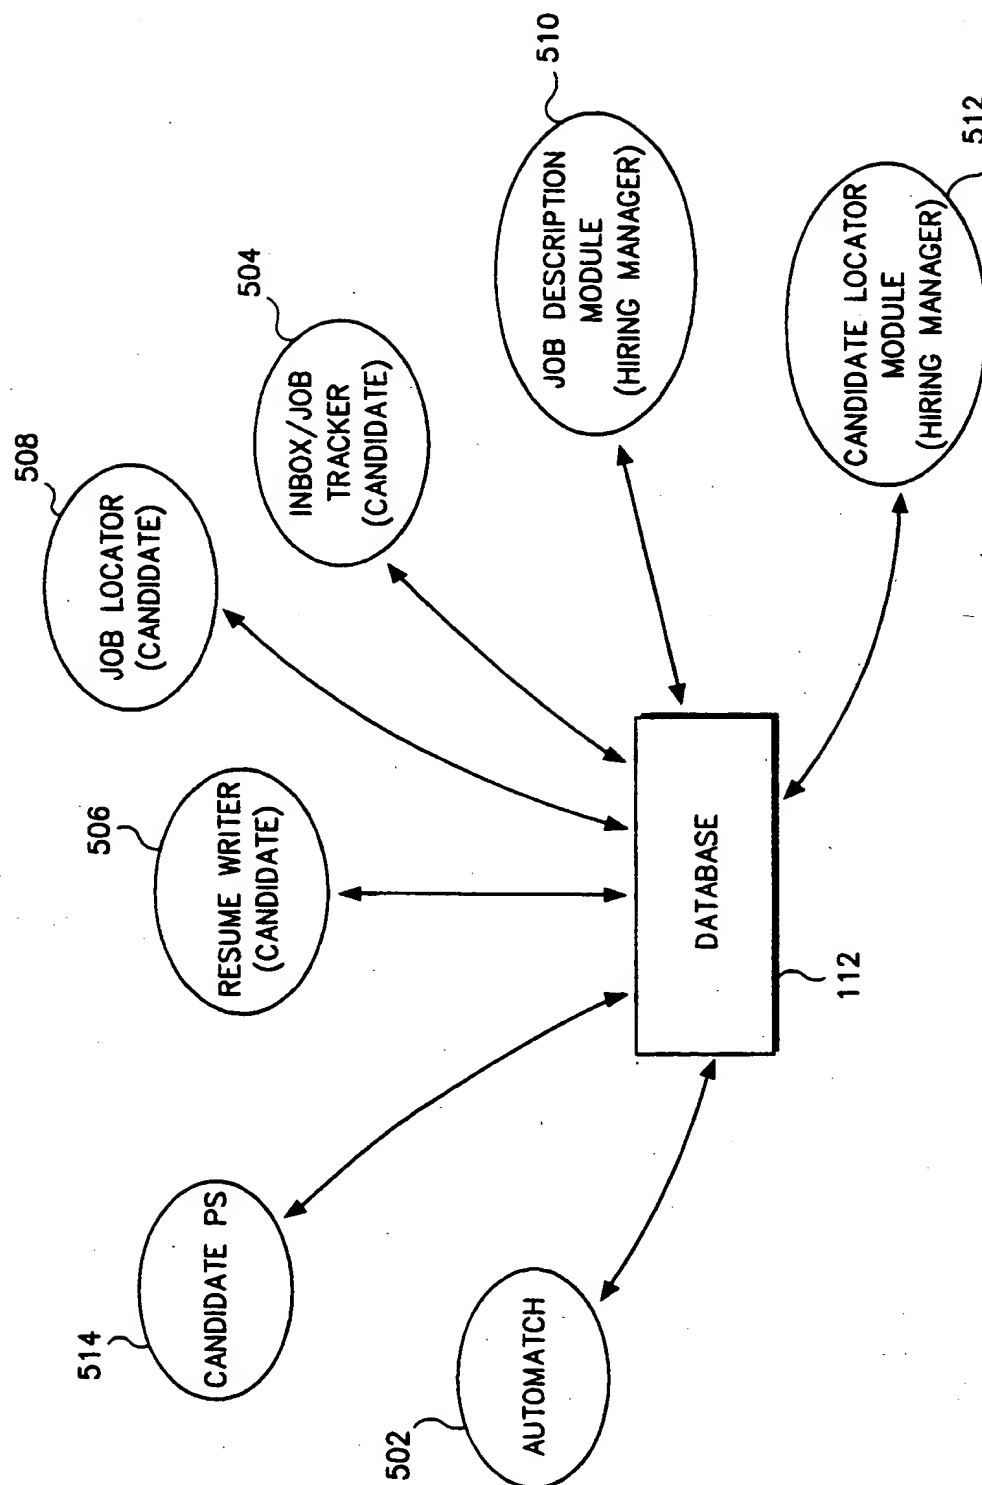 502
AUTOMATCH
514
CANDIDATE PS
506
RESUME WRITER
(CANDIDATE)
508
JOB LOCATOR
(CANDIDATE)
504
INBOX/JOB
TRACKER
(CANDIDATE)
510
JOB DESCRIPTION
MODULE
(HIRING MANAGER)
512
CANDIDATE LOCATOR
MODULE
(HIRING MANAGER)
DATABASE
112